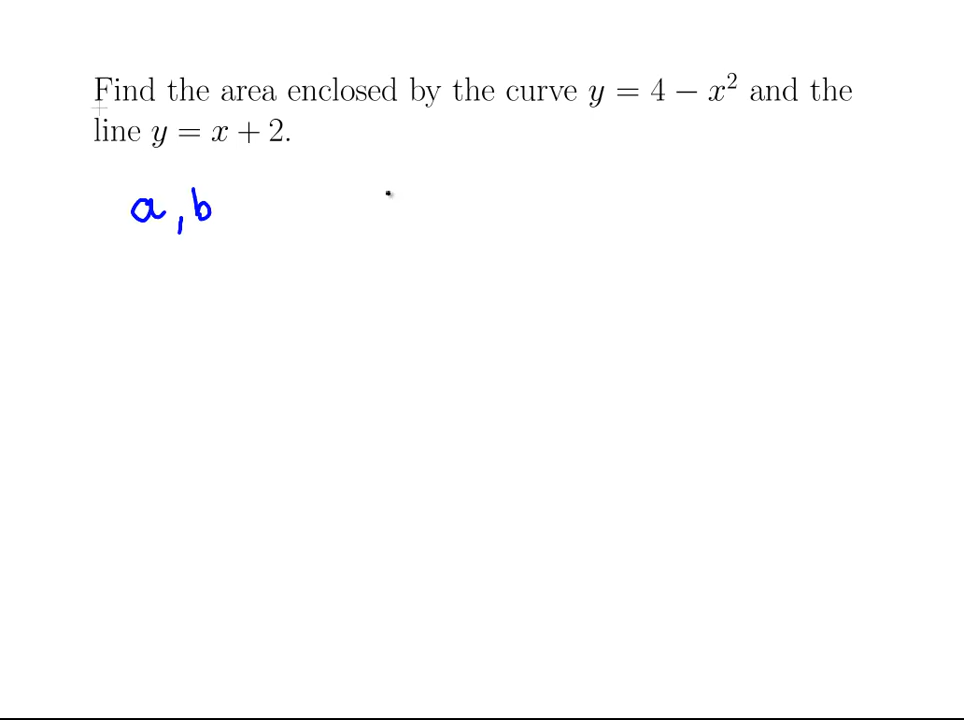 Find the area enclosed by the curve y = 4 − x² and the
line y = x + 2.
a, b